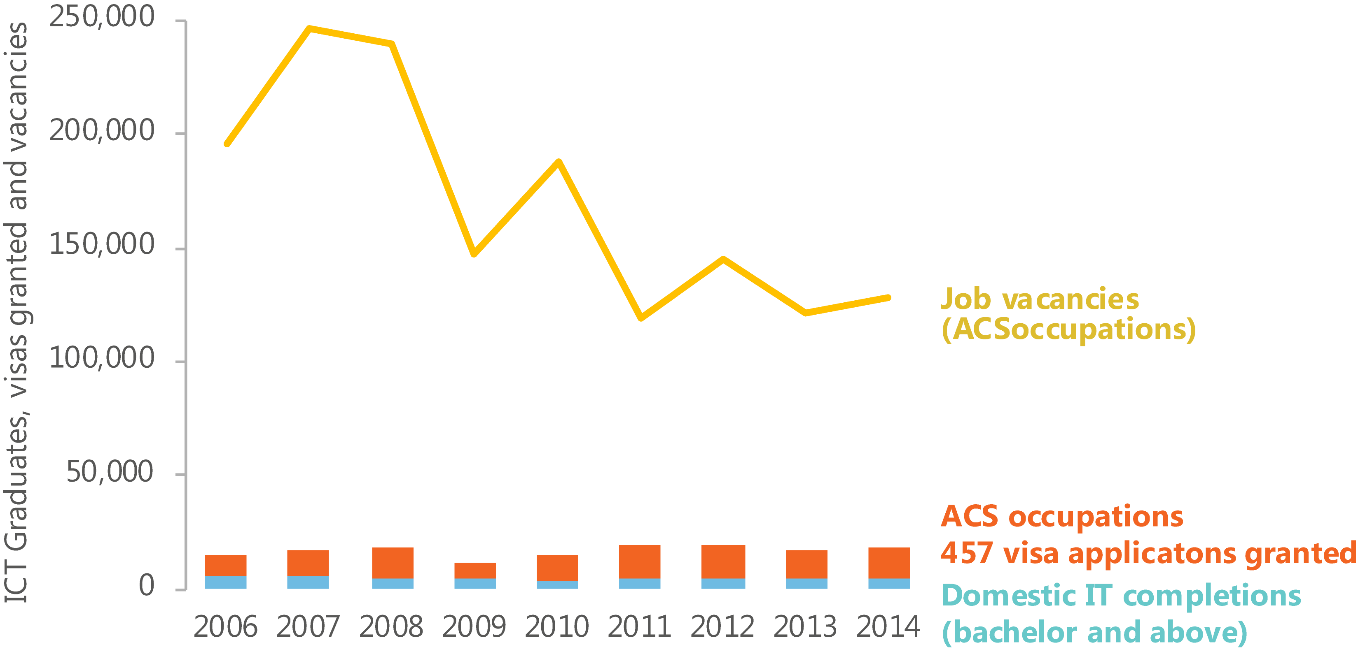 ICT Graduates, visas granted and vacancies
250,000
200,000
150,000
100,000
50,000
0
2006 2007 2008 2009 2010 2011 2012 2013 2014
Job vacancies
(ACSoccupations)
ACS occupations
457 visa applicatons granted
Domestic IT completions
(bachelor and above)